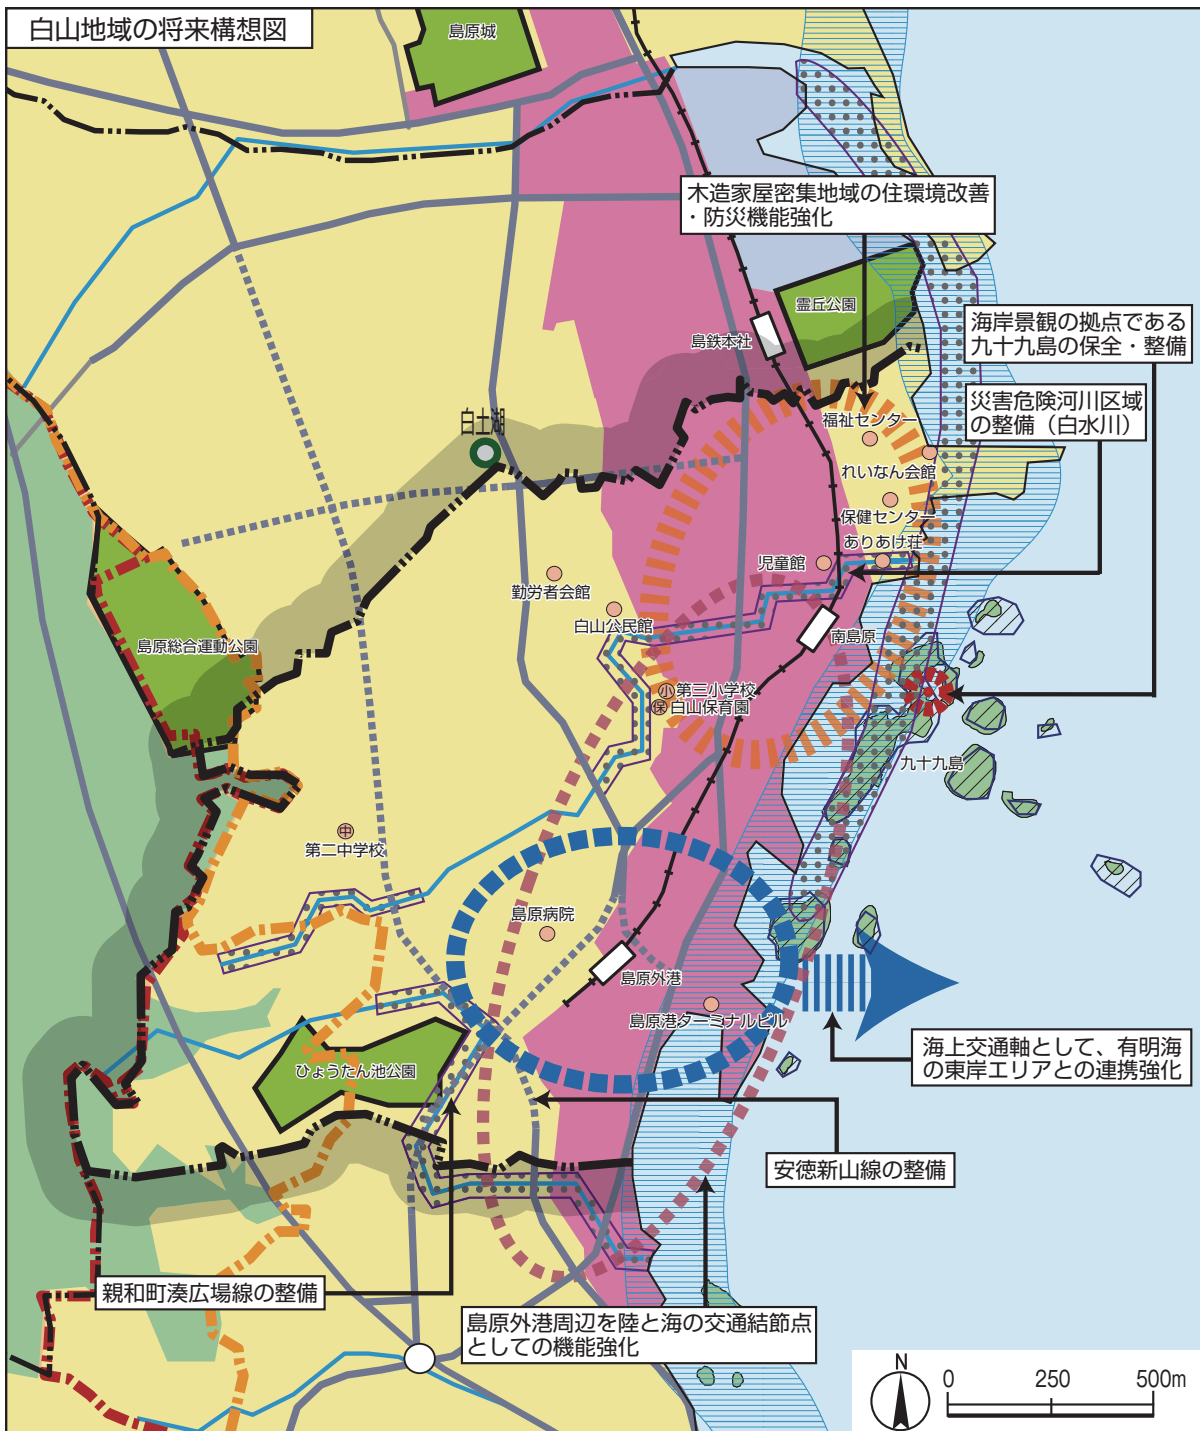 白山地域の将来構想図
島原城
木造家屋密集地域の住環境改善
・防災機能強化
霊丘公園
島鉄本社
海岸景観の拠点である
九十九島の保全・整備
災害危険河川区域
の整備（白水川）
白土湖
福祉センター
れいなん会館
保健センター
ありあけ荘
児童館
勤労者会館
白山公民館
南島原
島原総合運動公園
小 第三小学校
保 白山保育園
九十九島
中
第二中学校
島原病院
島原外港
島原港ターミナルビル
海上交通軸として、有明海
の東岸エリアとの連携強化
ひょうたん池公園
安徳新山線の整備
親和町湊広場線の整備
島原外港周辺を陸と海の交通結節点
としての機能強化
N
0 250 500m